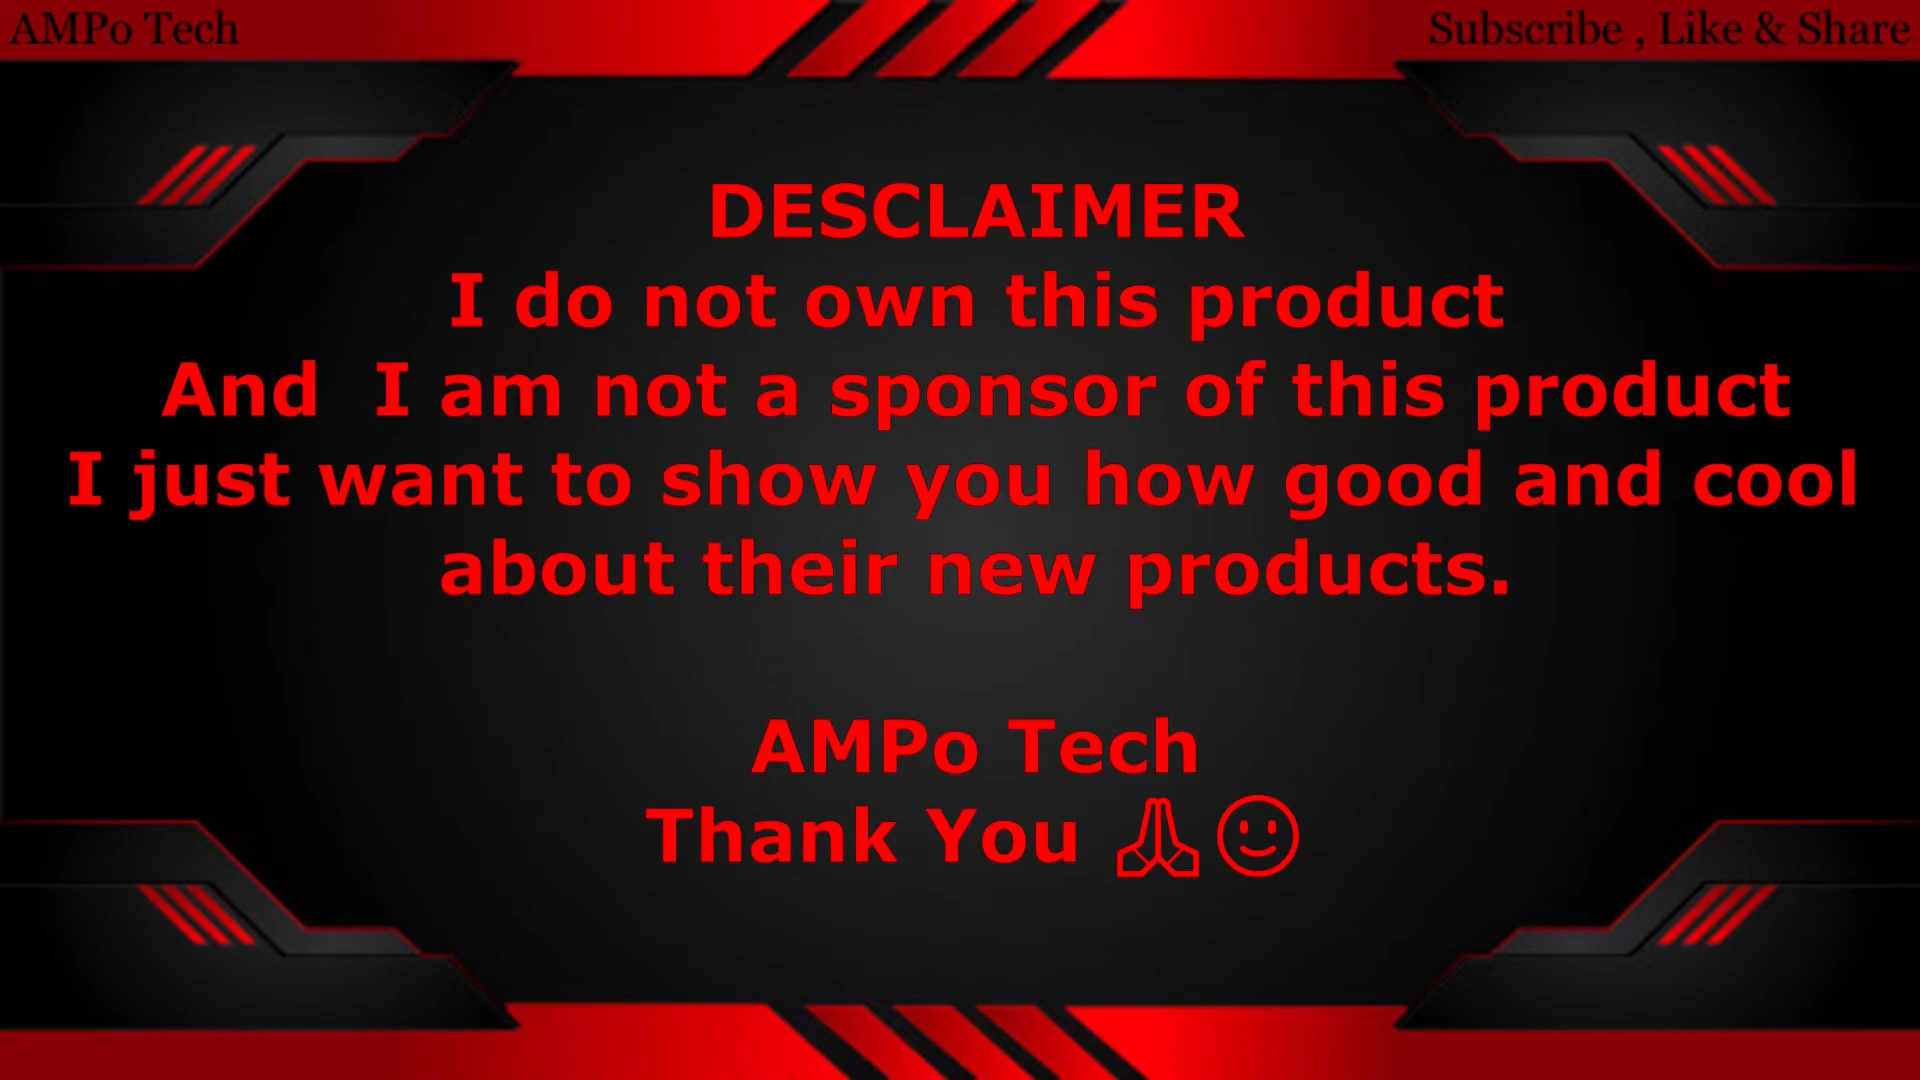 AMPo Tech
Subscribe , Like & Share
DESCLAIMER
I do not own this product
And  I am not a sponsor of this product
I just want to show you how good and cool
about their new products.
AMPo Tech
Thank You 🙏🙂